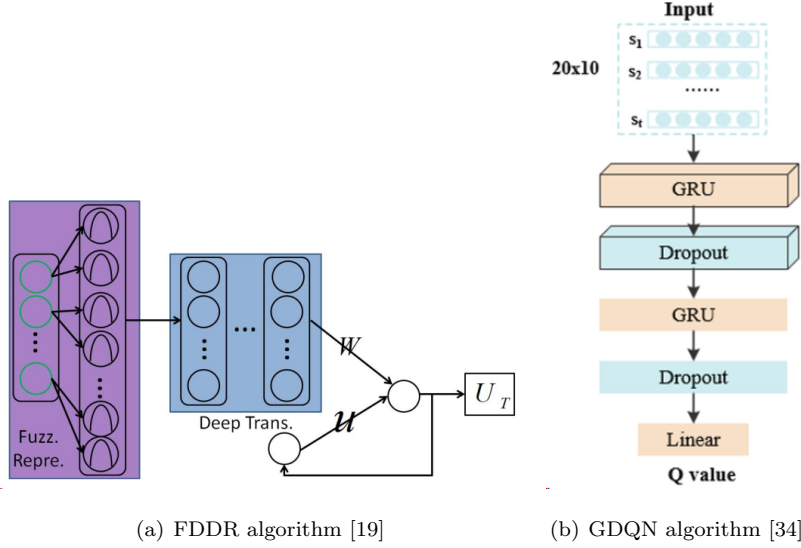 Input
s1
20x10
s2
......
st
GRU
Dropout
GRU
Dropout
Linear
Q value
W
u
U T
Deep Trans.
Fuzz.
Repre.
(a) FDDR algorithm [19]
(b) GDQN algorithm [34]